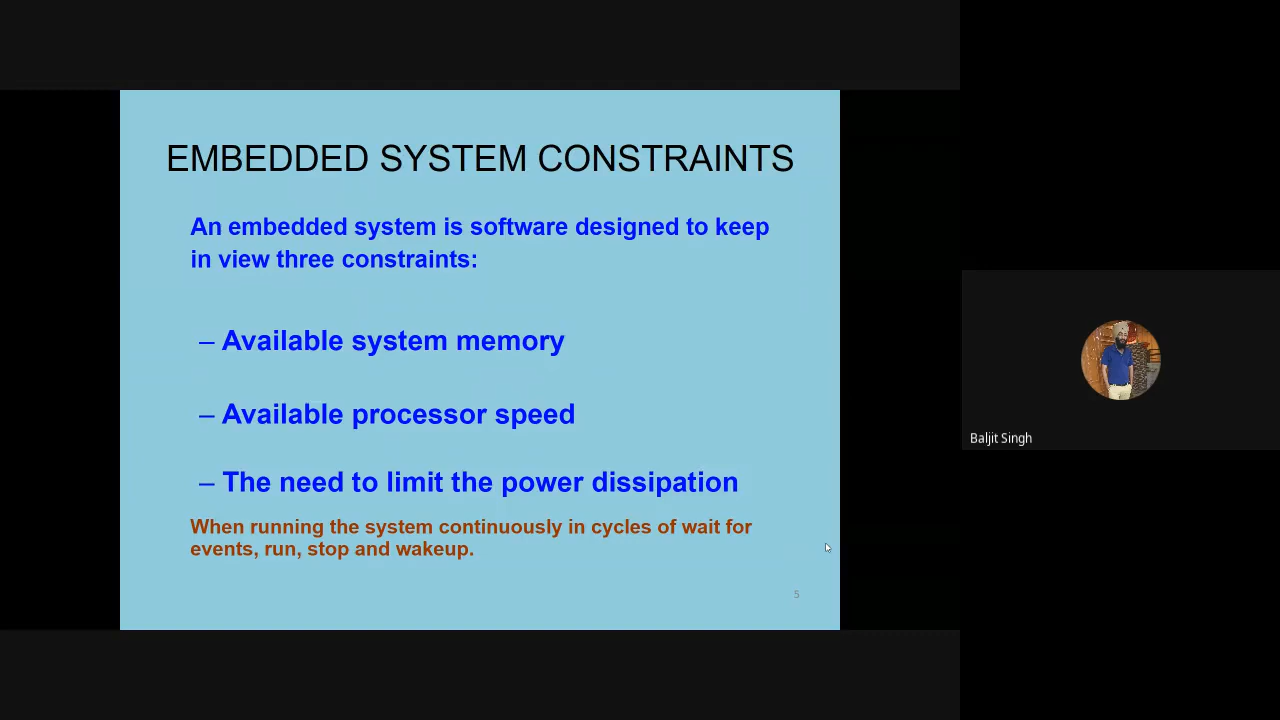 EMBEDDED SYSTEM CONSTRAINTS
An embedded system is software designed to keep
in view three constraints:
– Available system memory
– Available processor speed
– The need to limit the power dissipation
When running the system continuously in cycles of wait for
events, run, stop and wakeup.
5
Baljit Singh